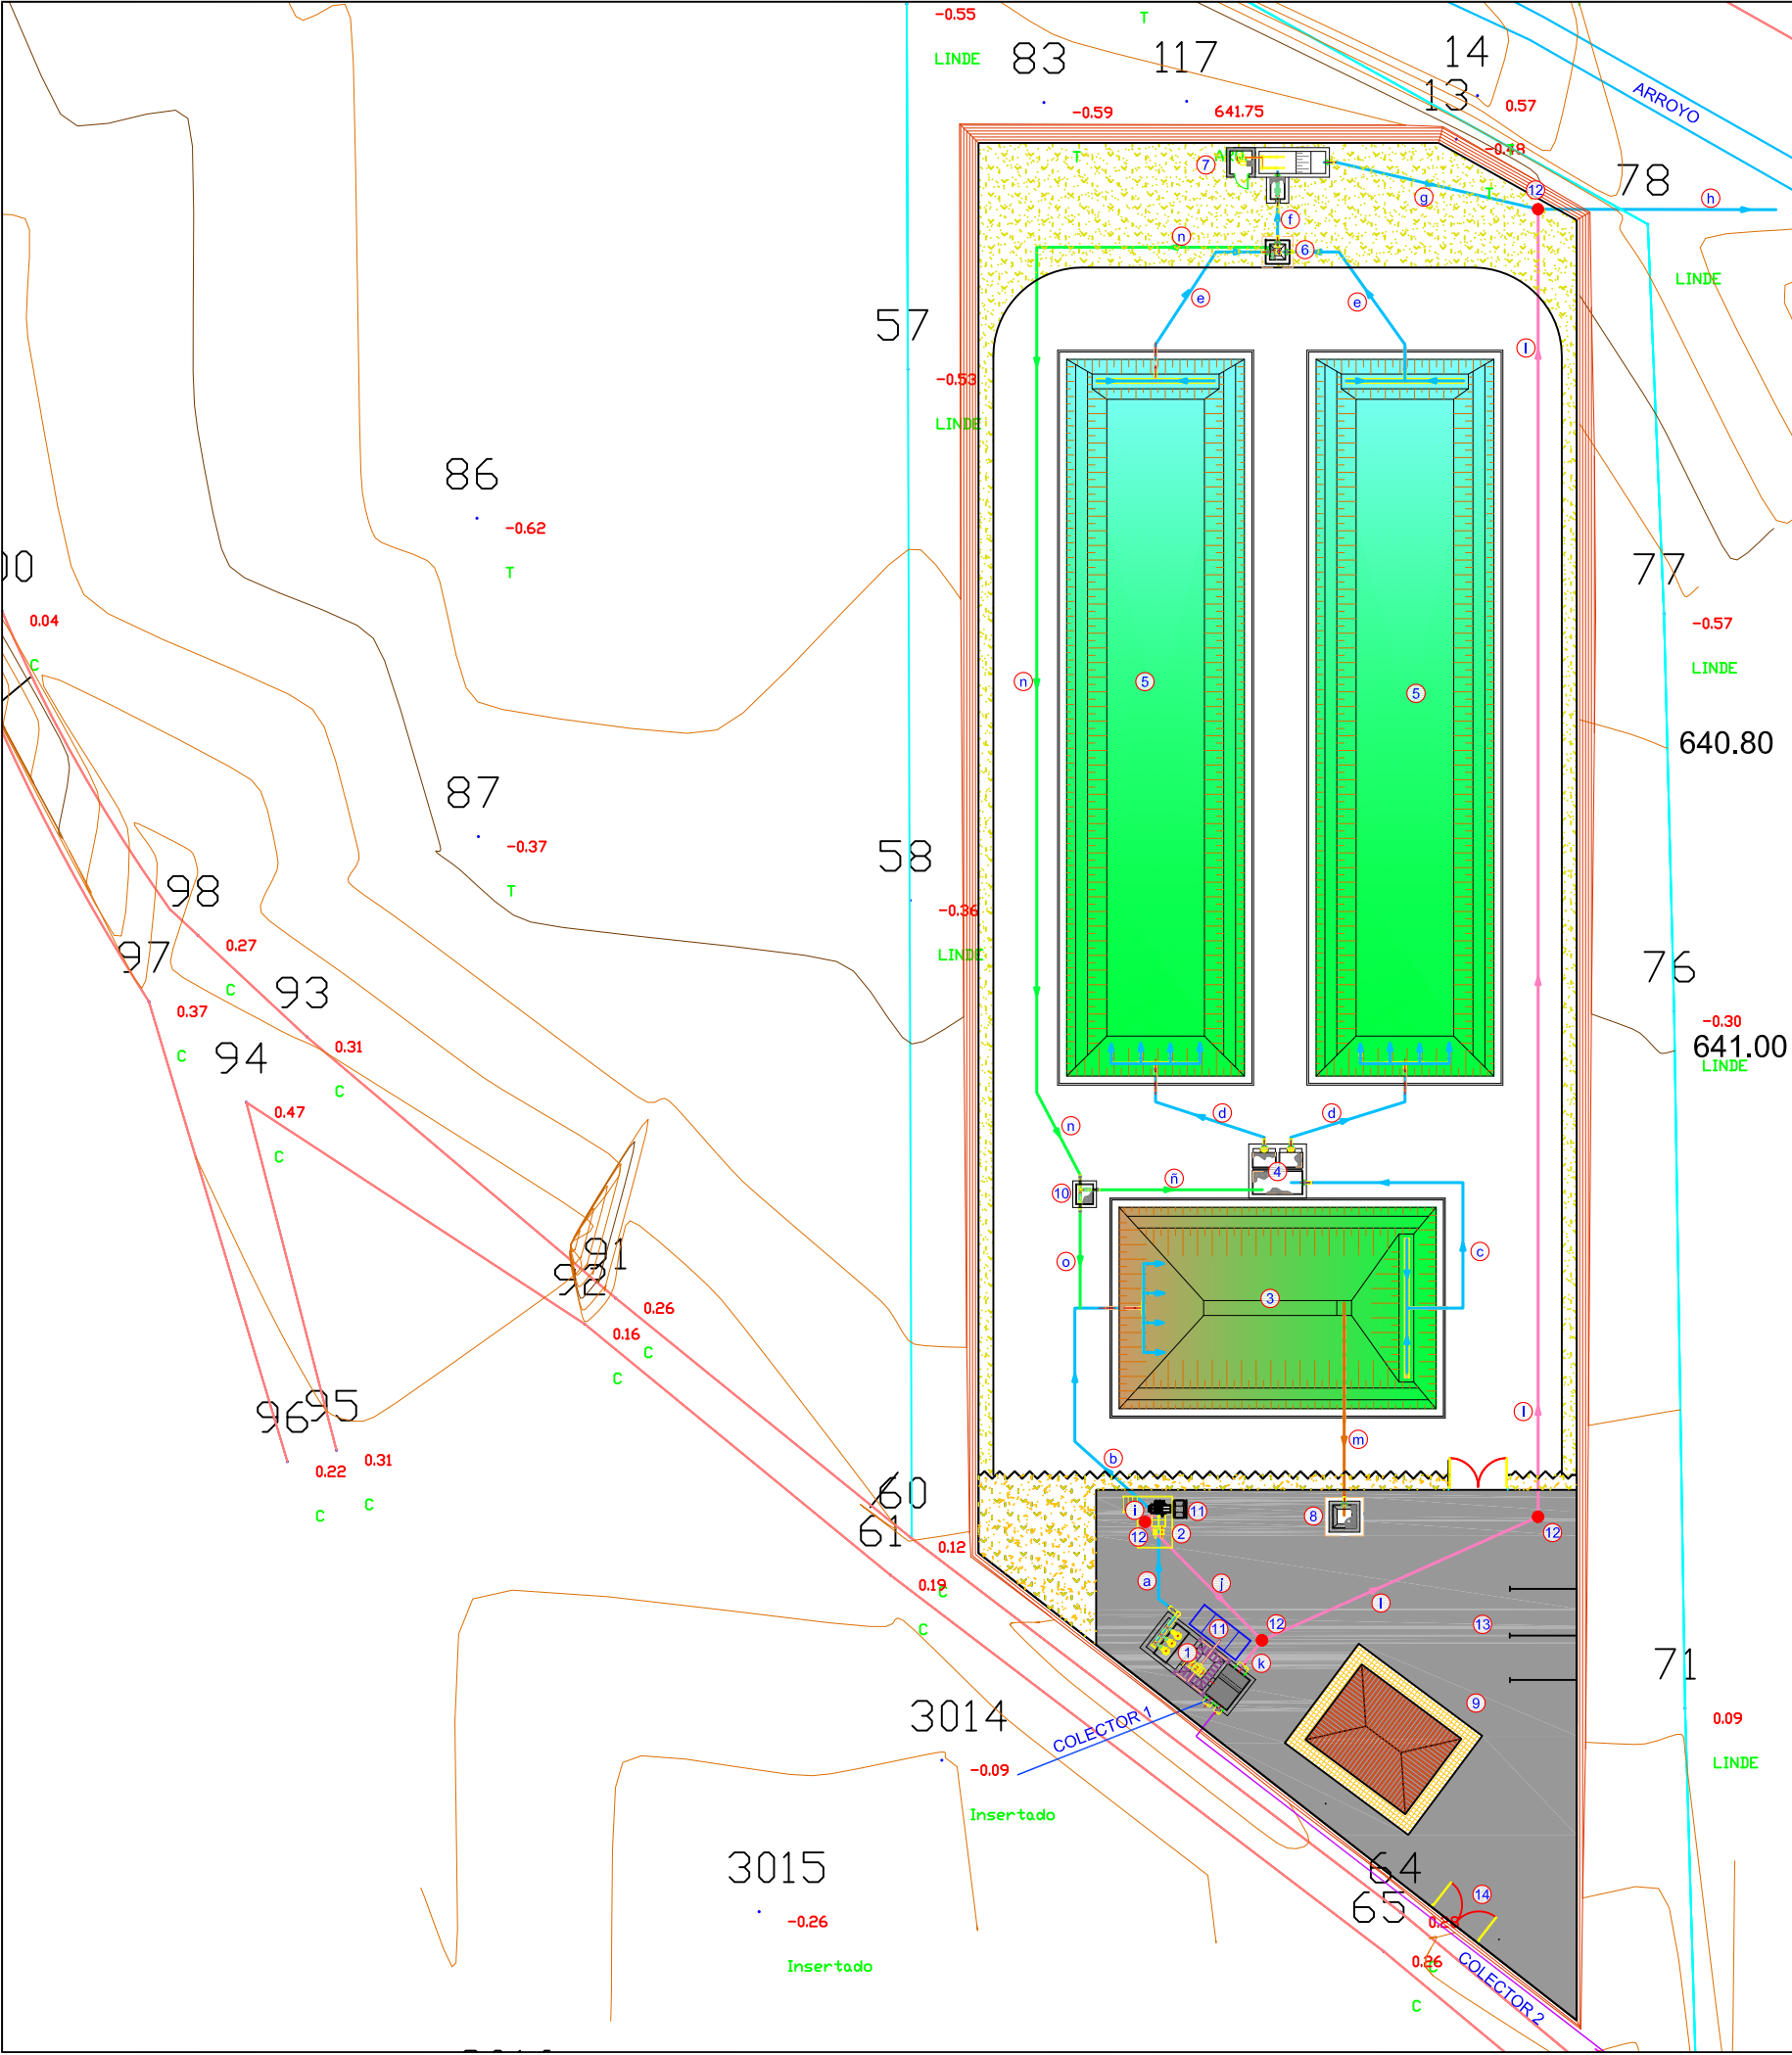 -0.55
T
LINDE
83
117
14
13
0.57
ARROYO
-0.59
641.75
-0.48
T
7
12
78
T
g
h
f
n
6
LINDE
e
e
57
l
-0.53
LINDE
86
-0.62
T
77
0.04
-0.57
C
LINDE
n
5
5
640.80
87
-0.37
T
58
98
-0.36
0.27
LINDE
97
76
C
93
0.37
-0.30
0.31
641.00
C
94
LINDE
C
0.47
d
d
n
C
4
ñ
10
91
o
c
92
3
0.26
0.16
C
C
96
95
l
m
0.31
b
0.22
C
C
60
i
11
8
61
12
2
12
0.12
0.19
a
j
C
l
C
11
12
13
1
k
71
3014
9
COLECTOR 1
0.09
-0.09
LINDE
Insertado
3015
64
14
65
-0.26
0.26
Insertado
C
COLECTOR 2
C